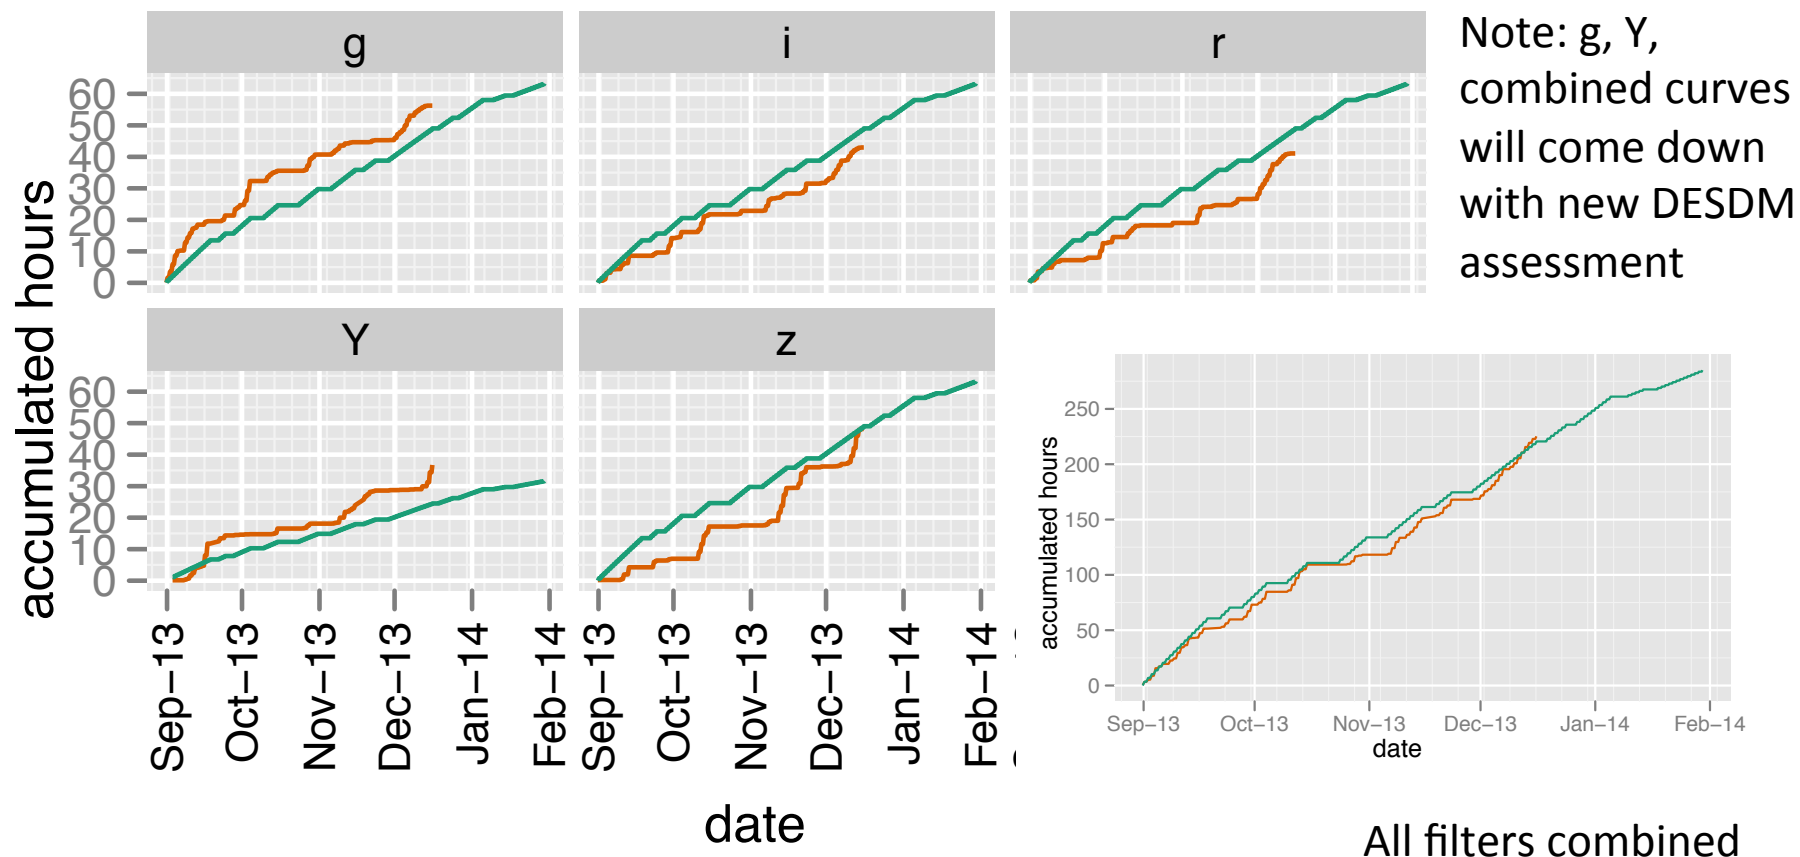 g
i
r
Note: g, Y,
combined curves
will come down
with new DESDM
assessment
60
50
40
30
20
10
0
accumulated hours
Y
z
60
50
40
30
20
10
0
Sep-13
Oct-13
Nov-13
Dec-13
Jan-14
Feb-14
Sep-13
Oct-13
Nov-13
Dec-13
Jan-14
Feb-14
date
250
200
150
100
50
0
accumulated hours
Sep-13
Oct-13
Nov-13
Dec-13
Jan-14
Feb-14
date
All filters combined